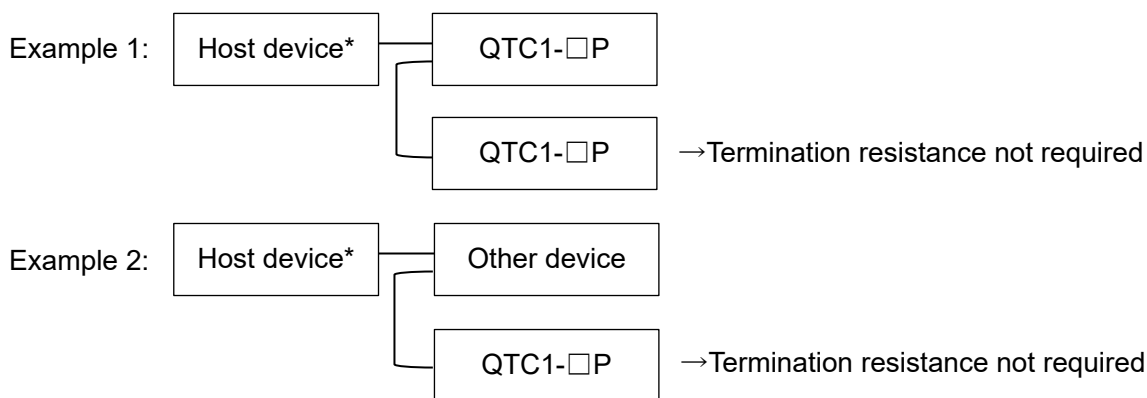 Example 1: Host device* QTC1-□P
QTC1-□P →Termination resistance not required
Example 2: Host device* Other device
QTC1-□P →Termination resistance not required